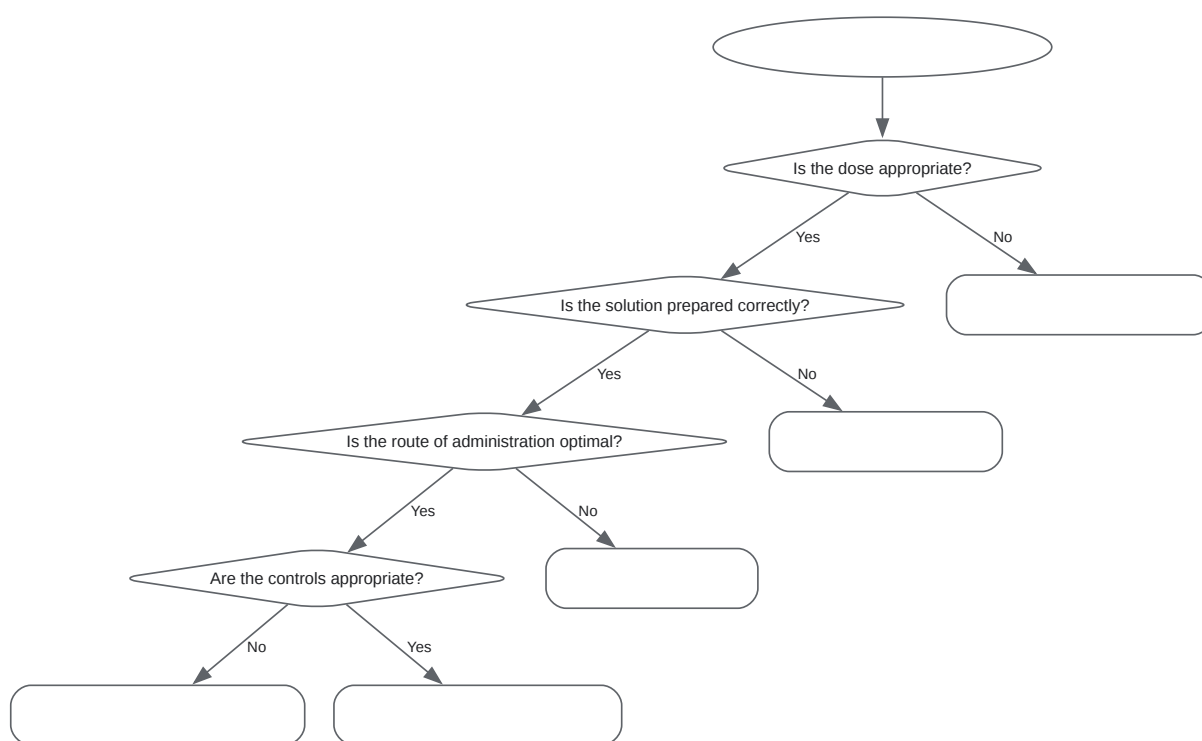 Is the dose appropriate?
Yes
No
Is the solution prepared correctly?
Yes
No
Is the route of administration optimal?
Yes
No
Are the controls appropriate?
No
Yes